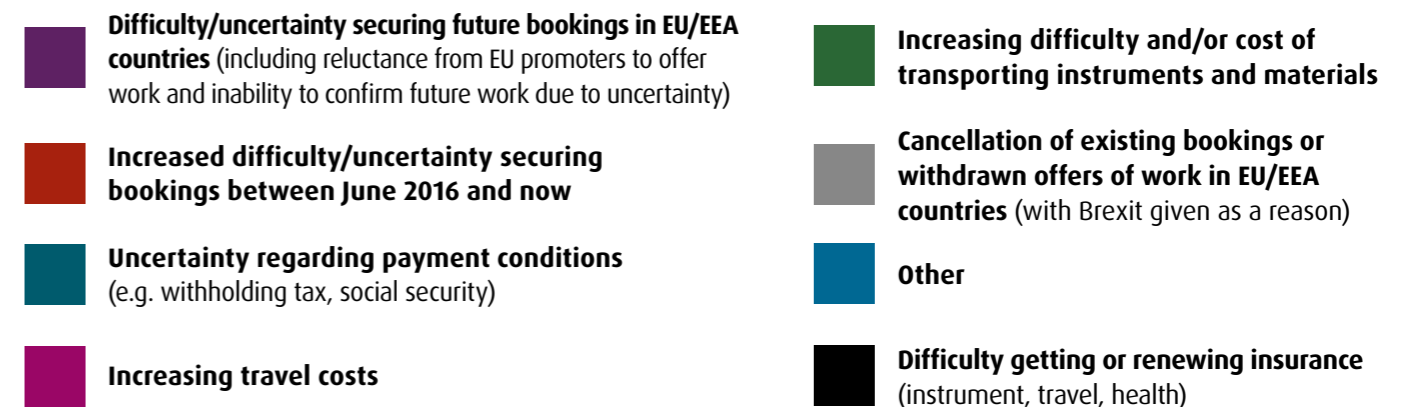 Difficulty/uncertainty securing future bookings in EU/EEA
countries (including reluctance from EU promoters to offer
work and inability to confirm future work due to uncertainty)
Increased difficulty/uncertainty securing
bookings between June 2016 and now
Uncertainty regarding payment conditions
(e.g. withholding tax, social security)
Increasing travel costs
Increasing difficulty and/or cost of
transporting instruments and materials
Cancellation of existing bookings or
withdrawn offers of work in EU/EEA
countries (with Brexit given as a reason)
Other
Difficulty getting or renewing insurance
(instrument, travel, health)